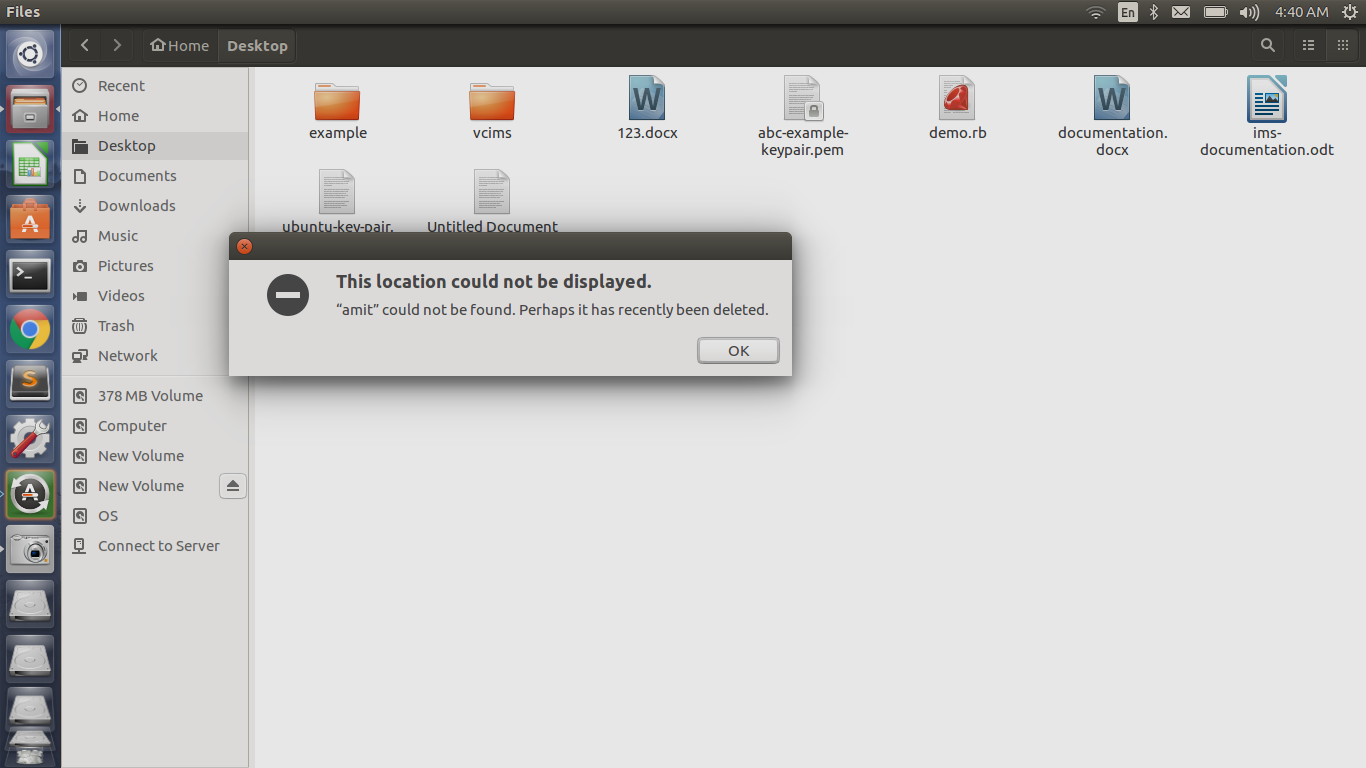 Files
En
4:40 AM
Home
Desktop
Recent
Home
Desktop
Documents
Downloads
Music
Pictures
Videos
Trash
Network
378 MB Volume
Computer
New Volume
New Volume
OS
Connect to Server
example
vcims
123.docx
abc-example-
keypair.pem
demo.rb
documentation.
docx
ims-
documentation.odt
ubuntu-key-pair.
Untitled Document
This location could not be displayed.
“amit” could not be found. Perhaps it has recently been deleted.
OK